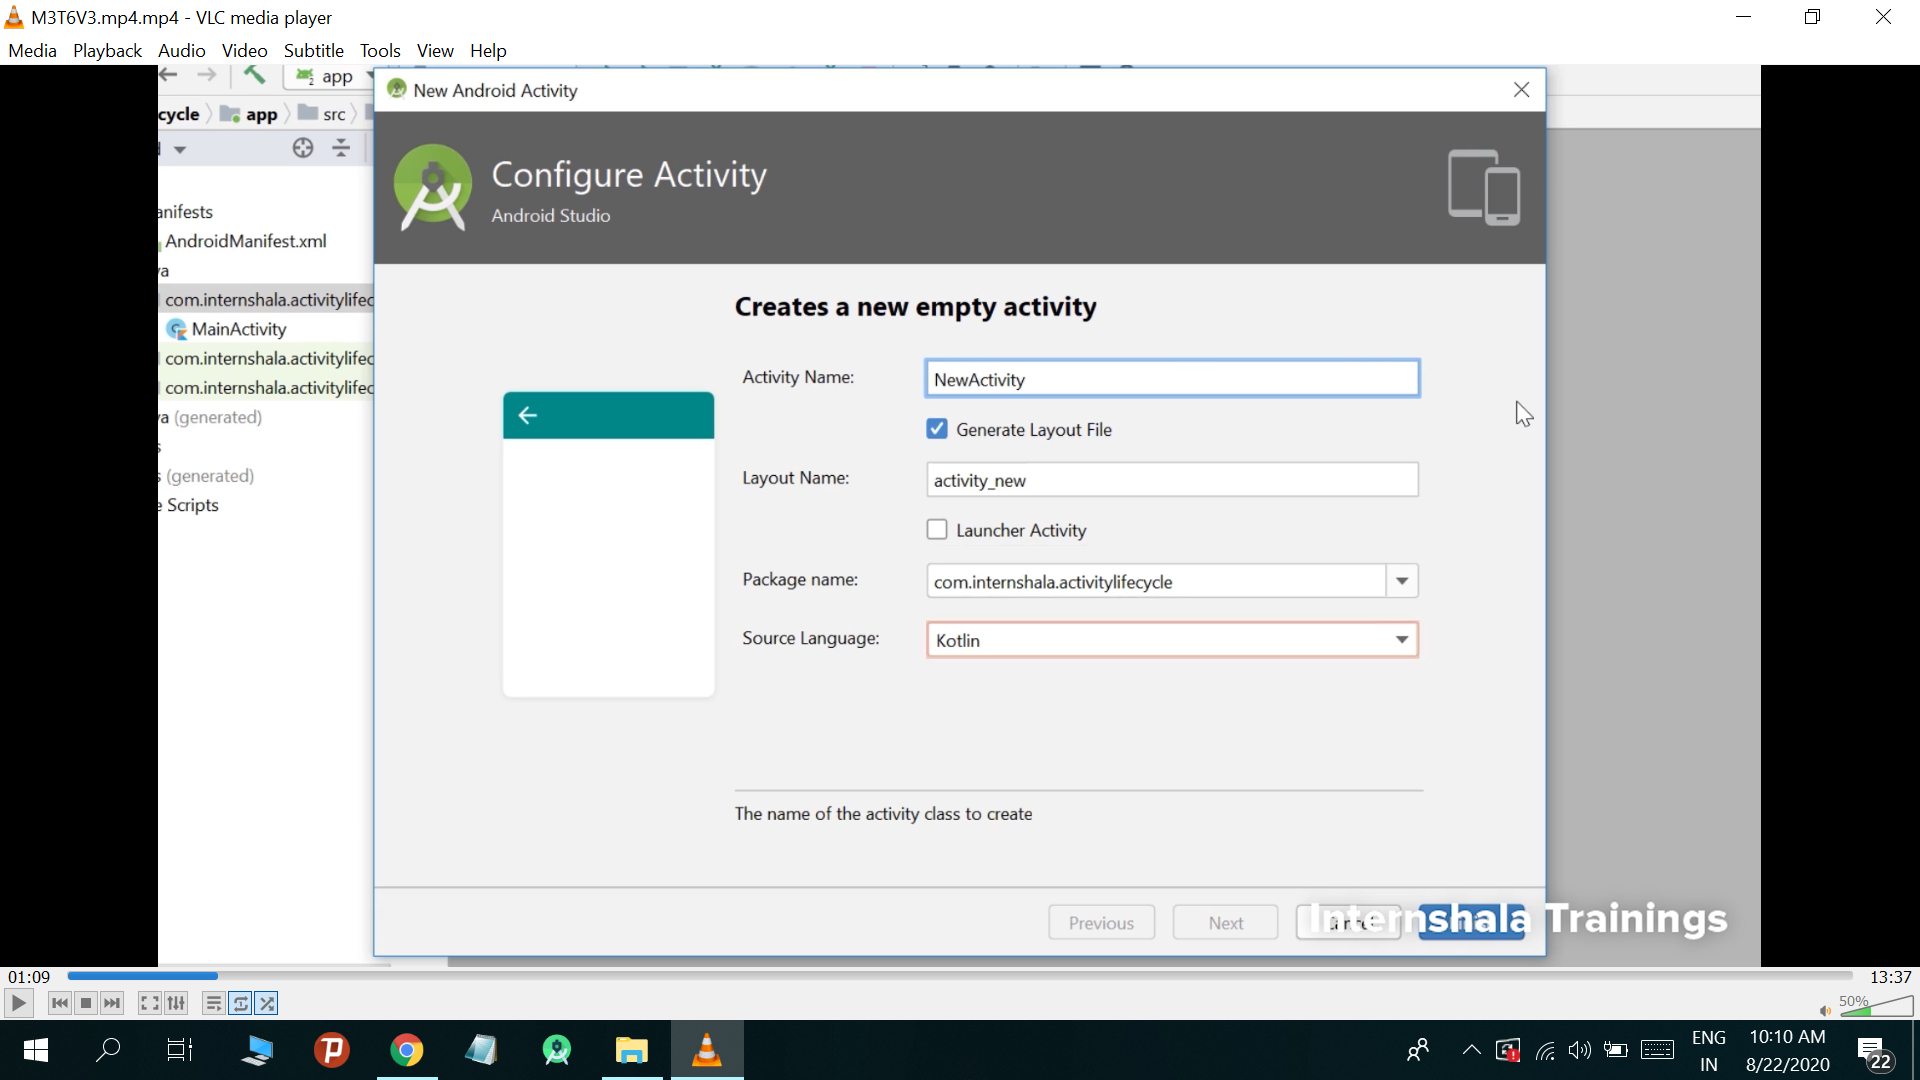 M3T6V3.mp4.mp4 - VLC media player
Media Playback Audio Video Subtitle Tools View Help
app
New Android Activity
cycle app src
Configure Activity
Android Studio
anifests
AndroidManifest.xml
va
com.internshala.activitylifec
MainActivity
com.internshala.activitylifec
com.internshala.activitylifec
va (generated)
s
s (generated)
e Scripts
Creates a new empty activity
Activity Name: NewActivity
Generate Layout File
Layout Name: activity_new
Launcher Activity
Package name: com.internshala.activitylifecycle
Source Language: Kotlin
The name of the activity class to create
Previous Next Cancel
Internshala Trainings
01:09 13:37
50%
ENG 10:10 AM
IN 8/22/2020 22